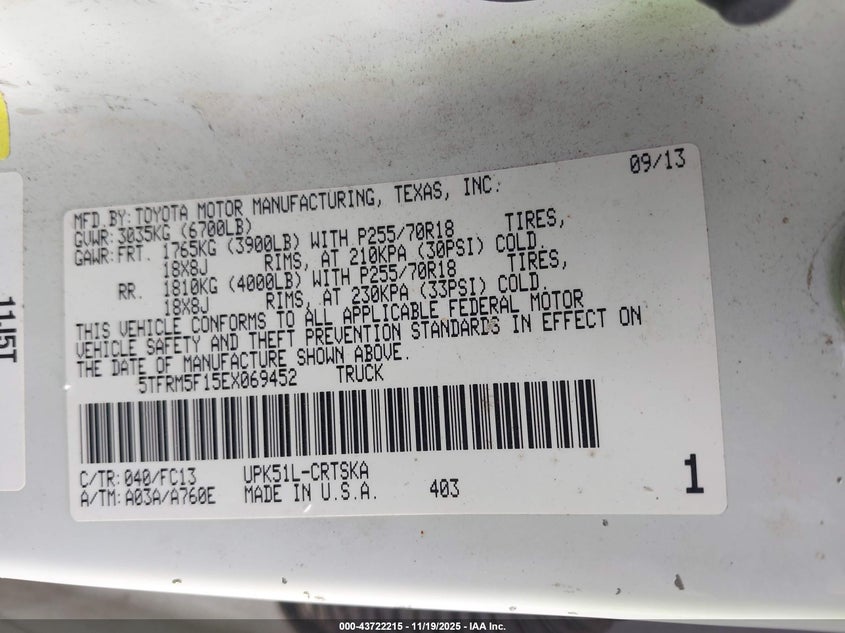 09/13
MFD.BY:TOYOTA MOTOR MANUFACTURING, TEXAS, INC.
GVWR:3035KG (6700LB)
GAWR:FRT. 1765KG (3900LB) WITH P255/70R18 TIRES,
18X8J RIMS, AT 210KPA (30PSI) COLD.
RR. 1810KG (4000LB) WITH P255/70R18 TIRES,
18X8J RIMS, AT 230KPA (33PSI) COLD.
THIS VEHICLE CONFORMS TO ALL APPLICABLE FEDERAL MOTOR
VEHICLE SAFETY AND THEFT PREVENTION STANDARDS IN EFFECT ON
THE DATE OF MANUFACTURE SHOWN ABOVE.
5TFRM5F15EX069452 TRUCK
C/TR:040/FC13 UPK51L-CRTSKA
A/TM:A03A/A760E MADE IN U.S.A. 403
1
000-43722215 - 11/19/2025 - IAA Inc.